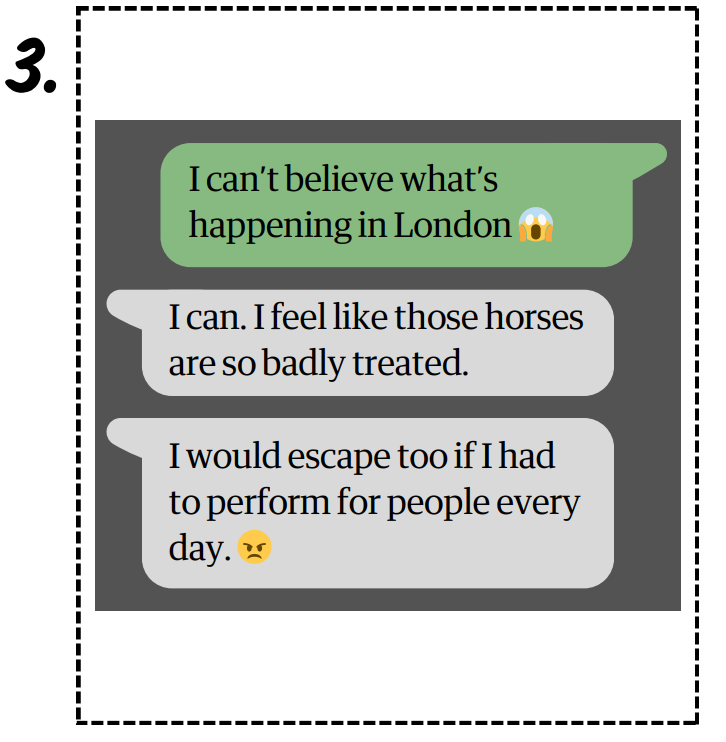 3.
I can't believe what's
happening in London 😱
I can. I feel like those horses
are so badly treated.
I would escape too if I had
to perform for people every
day. 😠